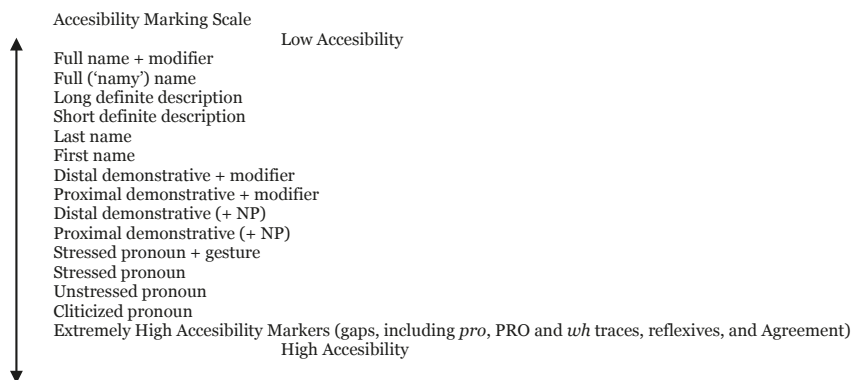 Accesibility Marking Scale
Low Accesibility
Full name + modifier
Full (‘namy’) name
Long definite description
Short definite description
Last name
First name
Distal demonstrative + modifier
Proximal demonstrative + modifier
Distal demonstrative (+ NP)
Proximal demonstrative (+ NP)
Stressed pronoun + gesture
Stressed pronoun
Unstressed pronoun
Cliticized pronoun
Extremely High Accesibility Markers (gaps, including pro, PRO and wh traces, reflexives, and Agreement)
High Accesibility